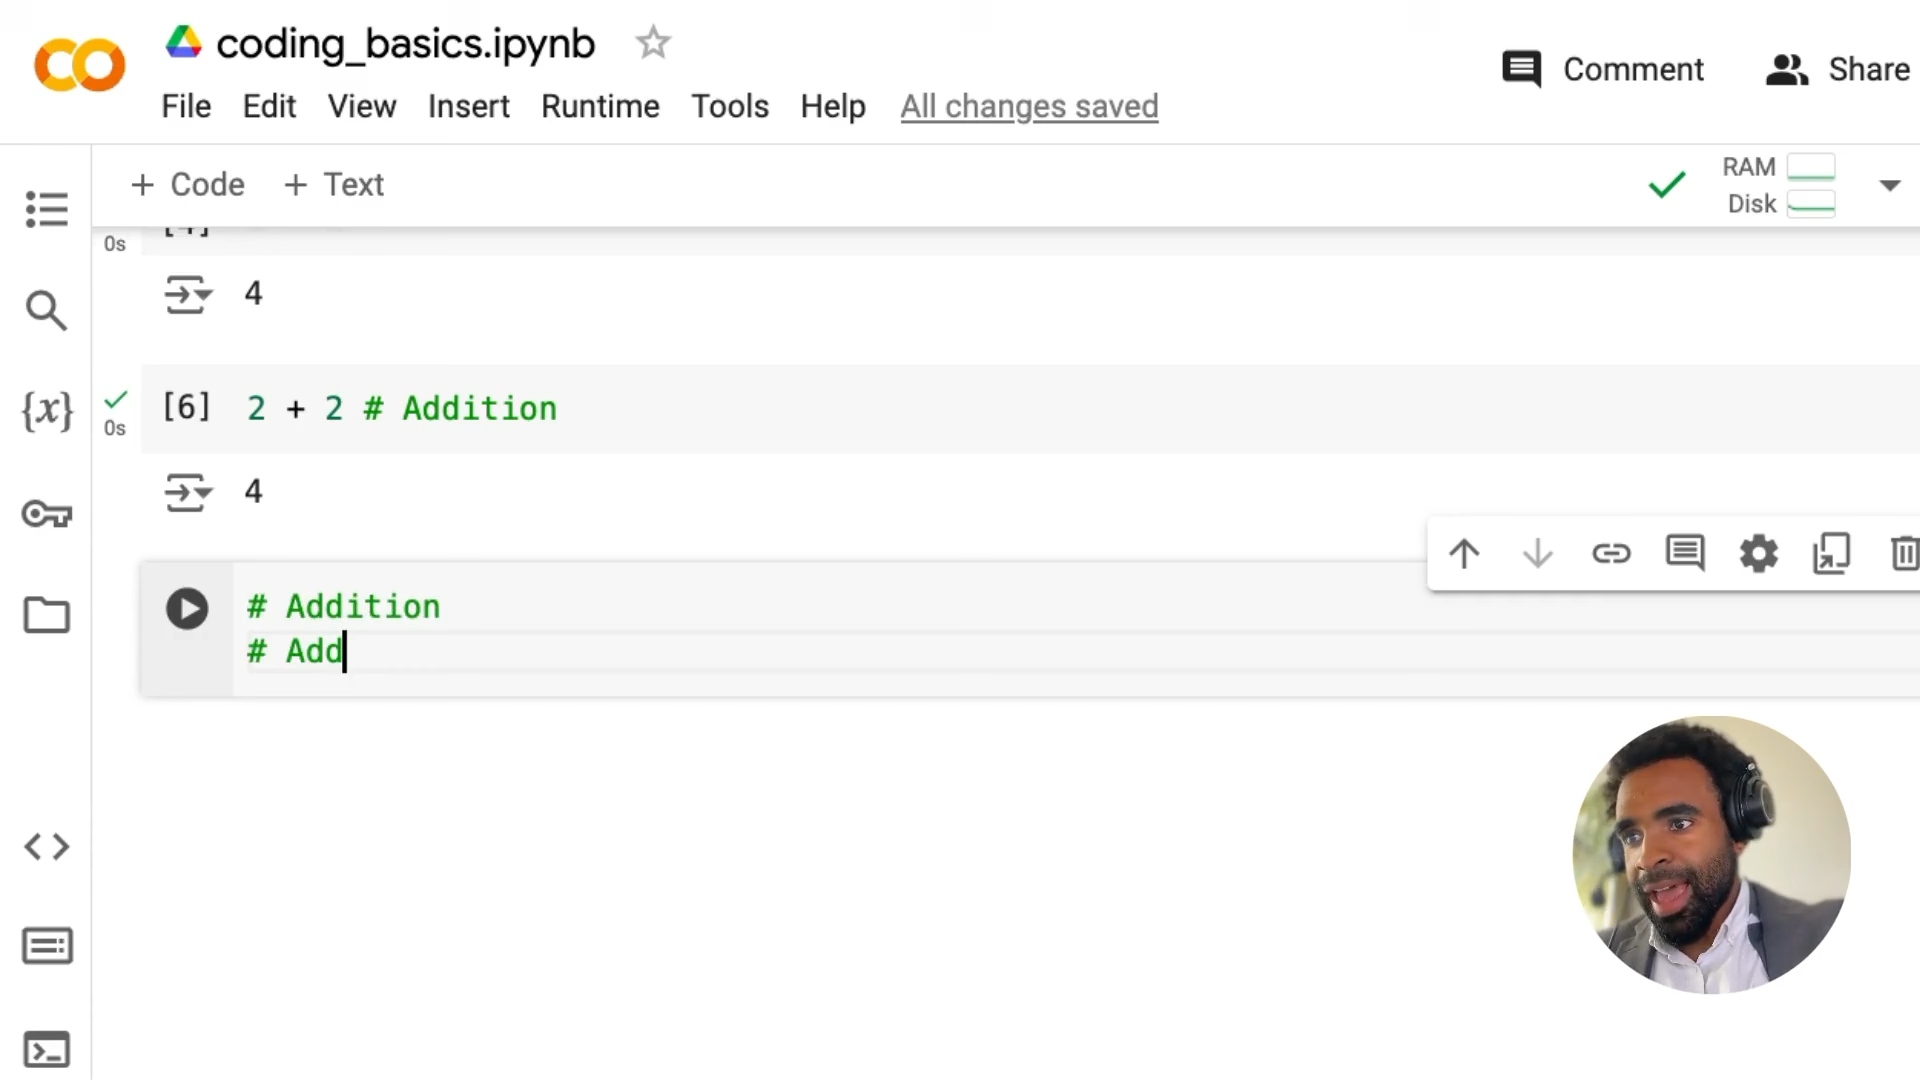 coding_basics.ipynb
Comment
Share
File Edit View Insert Runtime Tools Help All changes saved
+ Code + Text
RAM
Disk
0s
[4]
4
{x}
[6] 2 + 2 # Addition
0s
4
# Addition
# Add